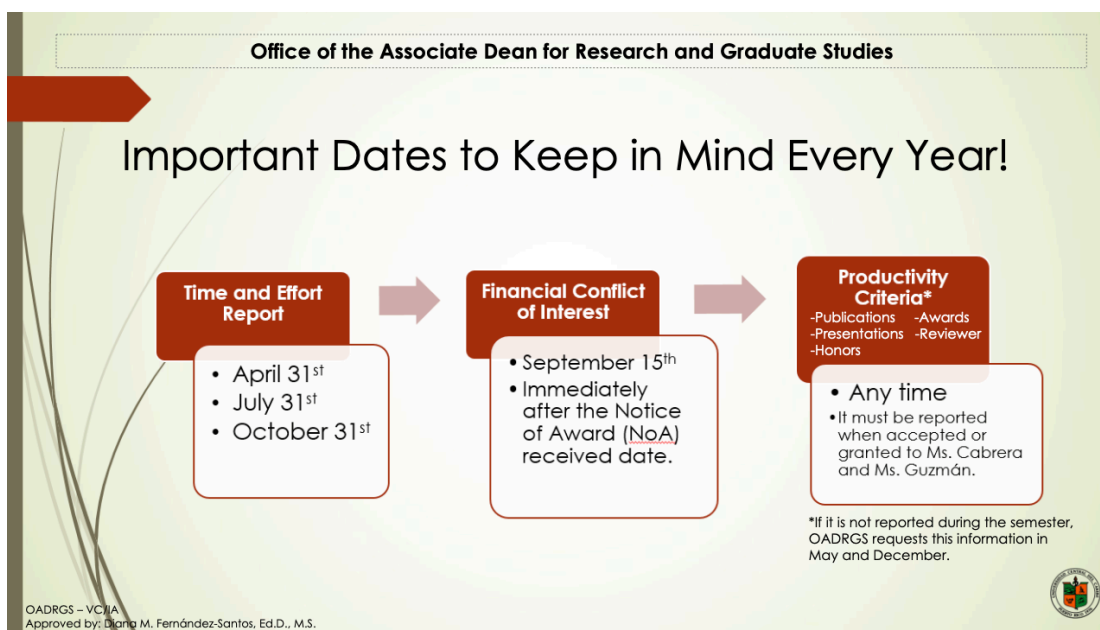 Office of the Associate Dean for Research and Graduate Studies
Important Dates to Keep in Mind Every Year!
Time and Effort
Report
• April 31st
• July 31st
• October 31st
Financial Conflict
of Interest
• September 15th
• Immediately
after the Notice
of Award (NoA)
received date.
Productivity
Criteria*
-Publications -Awards
-Presentations -Reviewer
-Honors
• Any time
• It must be reported
when accepted or
granted to Ms. Cabrera
and Ms. Guzmán.
*If it is not reported during the semester,
OADRGS requests this information in
May and December.
OADRGS – VC/IA
Approved by: Diana M. Fernández-Santos, Ed.D., M.S.